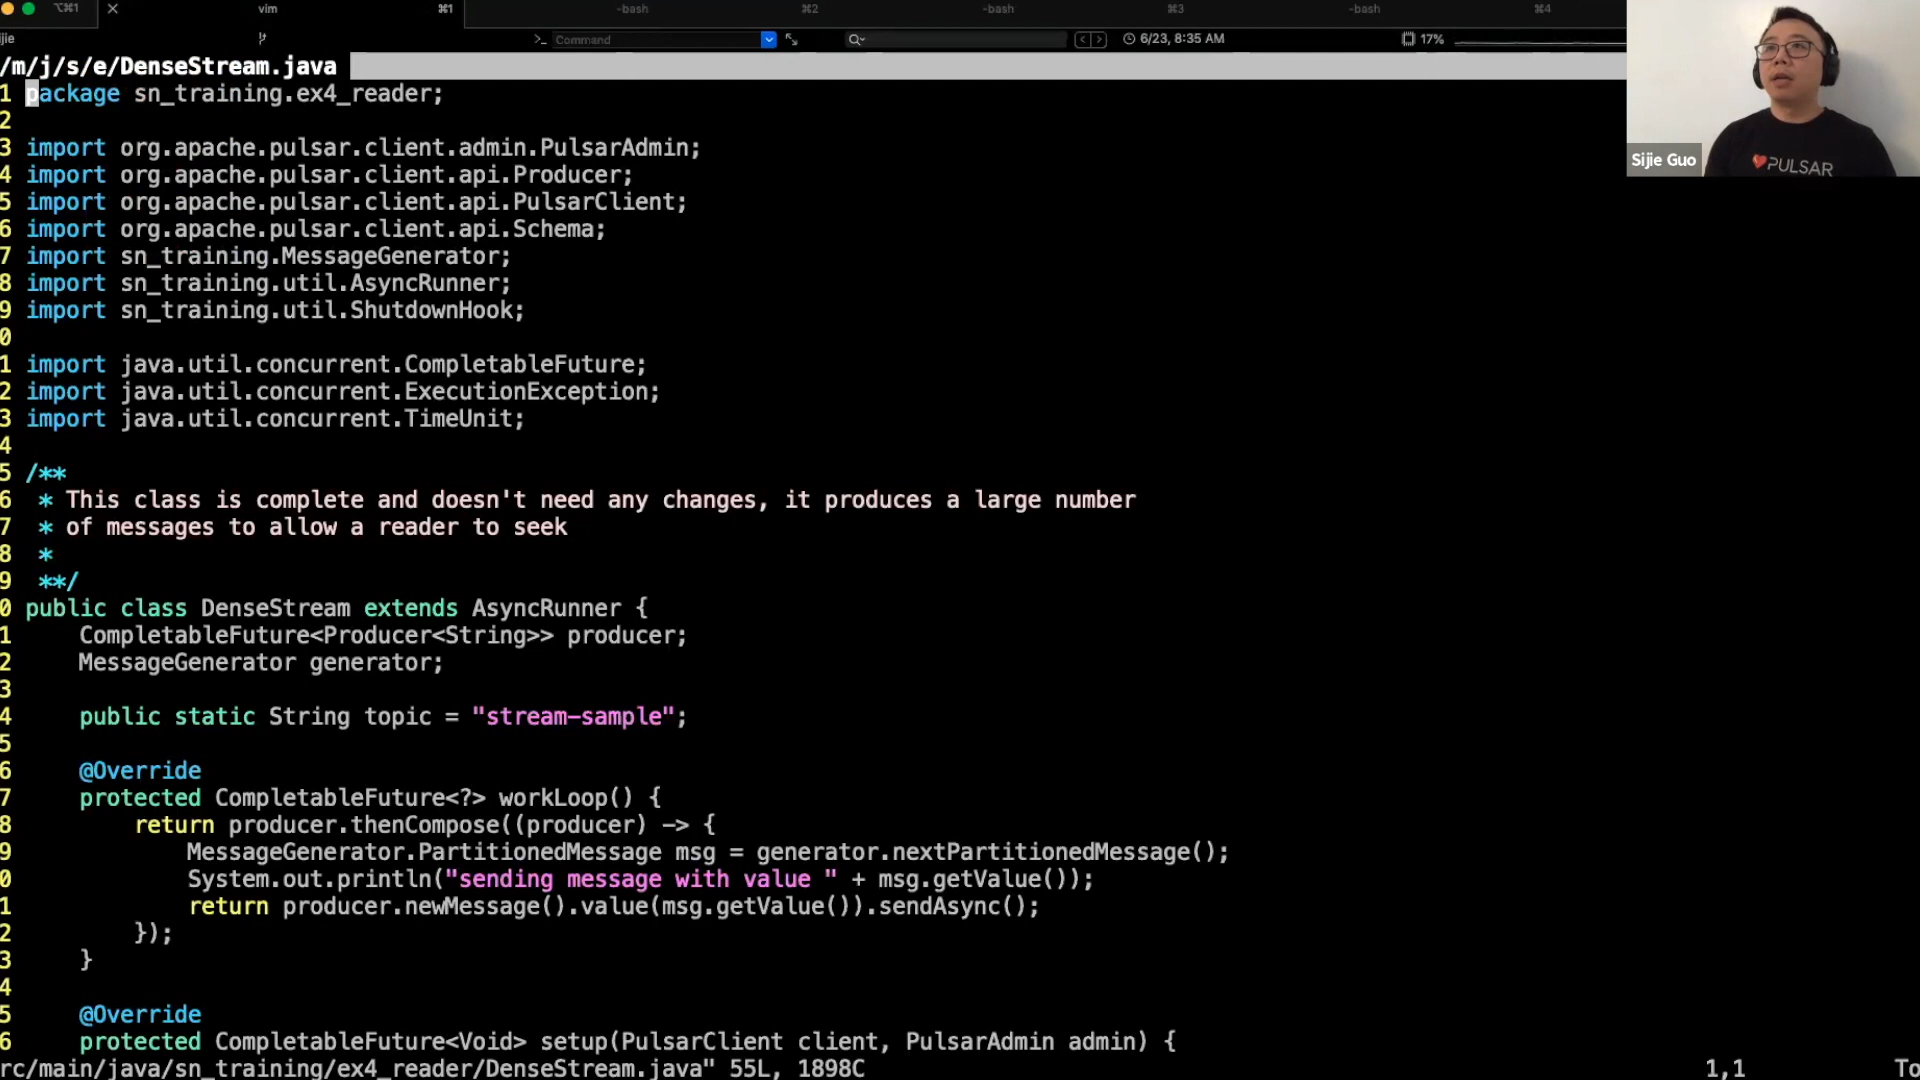 ⌥⌘1
vim
⌘1
-bash
⌘2
-bash
⌘3
-bash
⌘4
jie
Command
6/23, 8:35 AM
17%
/m/j/s/e/DenseStream.java
1 package sn_training.ex4_reader;
2
3 import org.apache.pulsar.client.admin.PulsarAdmin;
4 import org.apache.pulsar.client.api.Producer;
5 import org.apache.pulsar.client.api.PulsarClient;
6 import org.apache.pulsar.client.api.Schema;
7 import sn_training.MessageGenerator;
8 import sn_training.util.AsyncRunner;
9 import sn_training.util.ShutdownHook;
0
1 import java.util.concurrent.CompletableFuture;
2 import java.util.concurrent.ExecutionException;
3 import java.util.concurrent.TimeUnit;
4
5 /**
6  * This class is complete and doesn't need any changes, it produces a large number
7  * of messages to allow a reader to seek
8  *
9  **/
0 public class DenseStream extends AsyncRunner {
1     CompletableFuture<Producer<String>> producer;
2     MessageGenerator generator;
3
4     public static String topic = "stream-sample";
5
6     @Override
7     protected CompletableFuture<?> workLoop() {
8         return producer.thenCompose((producer) -> {
9             MessageGenerator.PartitionedMessage msg = generator.nextPartitionedMessage();
0             System.out.println("sending message with value " + msg.getValue());
1             return producer.newMessage().value(msg.getValue()).sendAsync();
2         });
3     }
4
5     @Override
6     protected CompletableFuture<Void> setup(PulsarClient client, PulsarAdmin admin) {
rc/main/java/sn_training/ex4_reader/DenseStream.java" 55L, 1898C
1,1
To
Sijie Guo
PULSAR